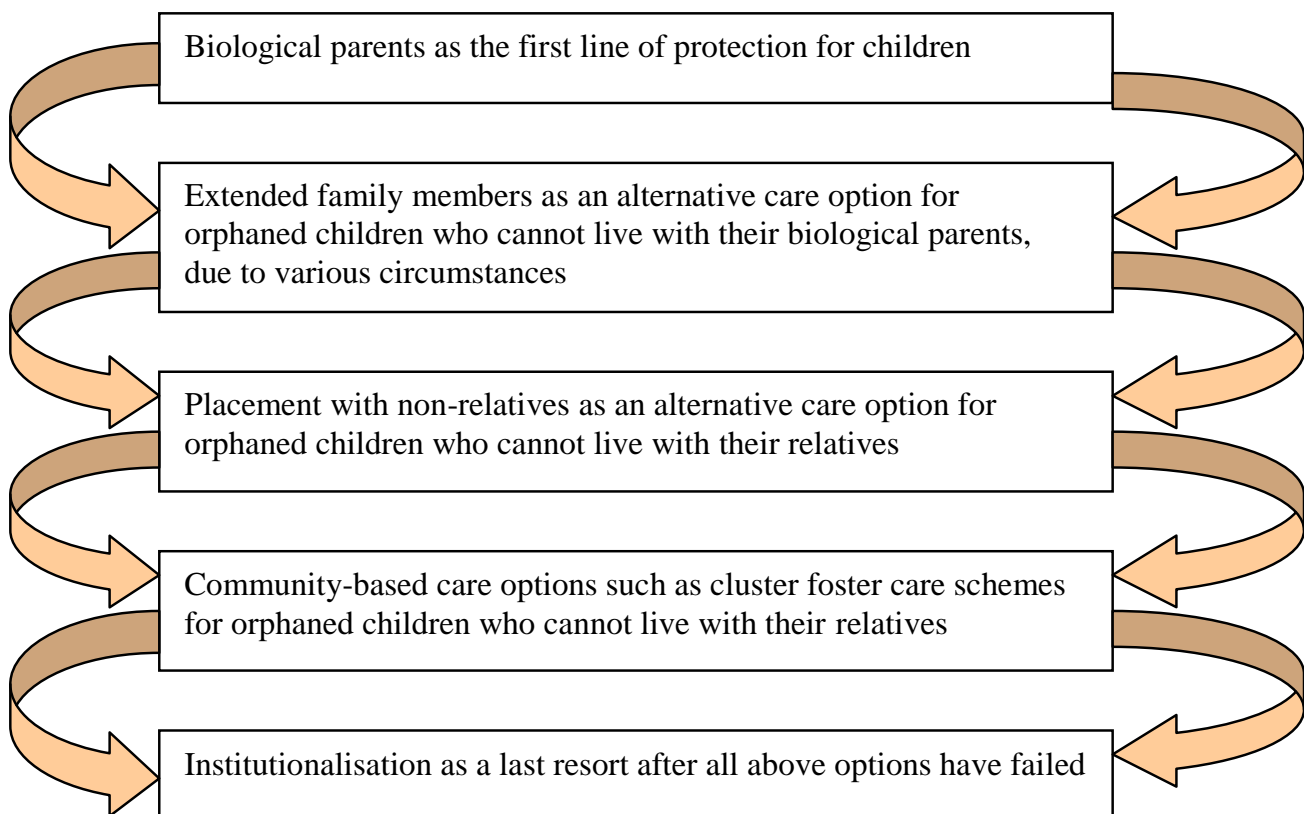 Biological parents as the first line of protection for children
Extended family members as an alternative care option for
orphaned children who cannot live with their biological parents,
due to various circumstances
Placement with non-relatives as an alternative care option for
orphaned children who cannot live with their relatives
Community-based care options such as cluster foster care schemes
for orphaned children who cannot live with their relatives
Institutionalisation as a last resort after all above options have failed